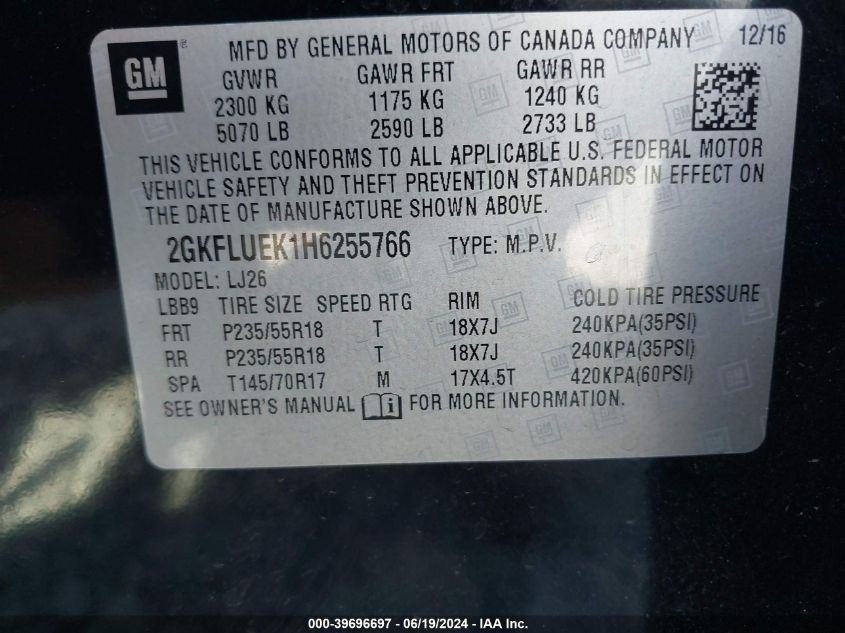 GM ® MFD BY GENERAL MOTORS OF CANADA COMPANY 12/16
GVWR GAWR FRT GAWR RR
2300 KG 1175 KG 1240 KG
5070 LB 2590 LB 2733 LB
THIS VEHICLE CONFORMS TO ALL APPLICABLE U.S. FEDERAL MOTOR
VEHICLE SAFETY AND THEFT PREVENTION STANDARDS IN EFFECT ON
THE DATE OF MANUFACTURE SHOWN ABOVE.
2GKFLUEK1H6255766 TYPE: M.P.V.
MODEL: LJ26
LBB9 TIRE SIZE SPEED RTG RIM COLD TIRE PRESSURE
FRT P235/55R18 T 18X7J 240KPA(35PSI)
RR P235/55R18 T 18X7J 240KPA(35PSI)
SPA T145/70R17 M 17X4.5T 420KPA(60PSI)
SEE OWNER'S MANUAL i FOR MORE INFORMATION.
000-39696697 - 06/19/2024 - IAA Inc.